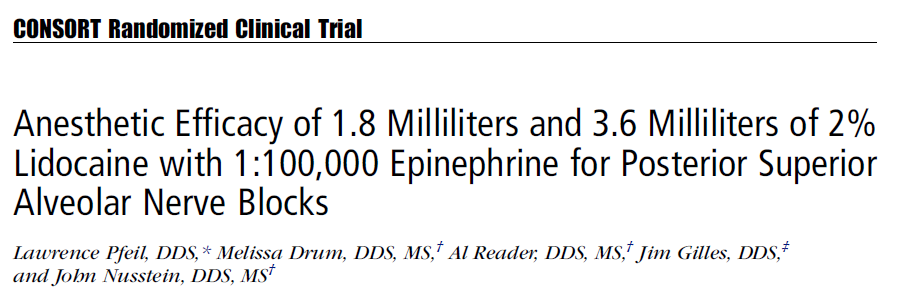 CONSORT Randomized Clinical Trial
Anesthetic Efficacy of 1.8 Milliliters and 3.6 Milliliters of 2%
Lidocaine with 1:100,000 Epinephrine for Posterior Superior
Alveolar Nerve Blocks
Lawrence Pfeil, DDS,* Melissa Drum, DDS, MS,† Al Reader, DDS, MS,† Jim Gilles, DDS,‡
and John Nusstein, DDS, MS†